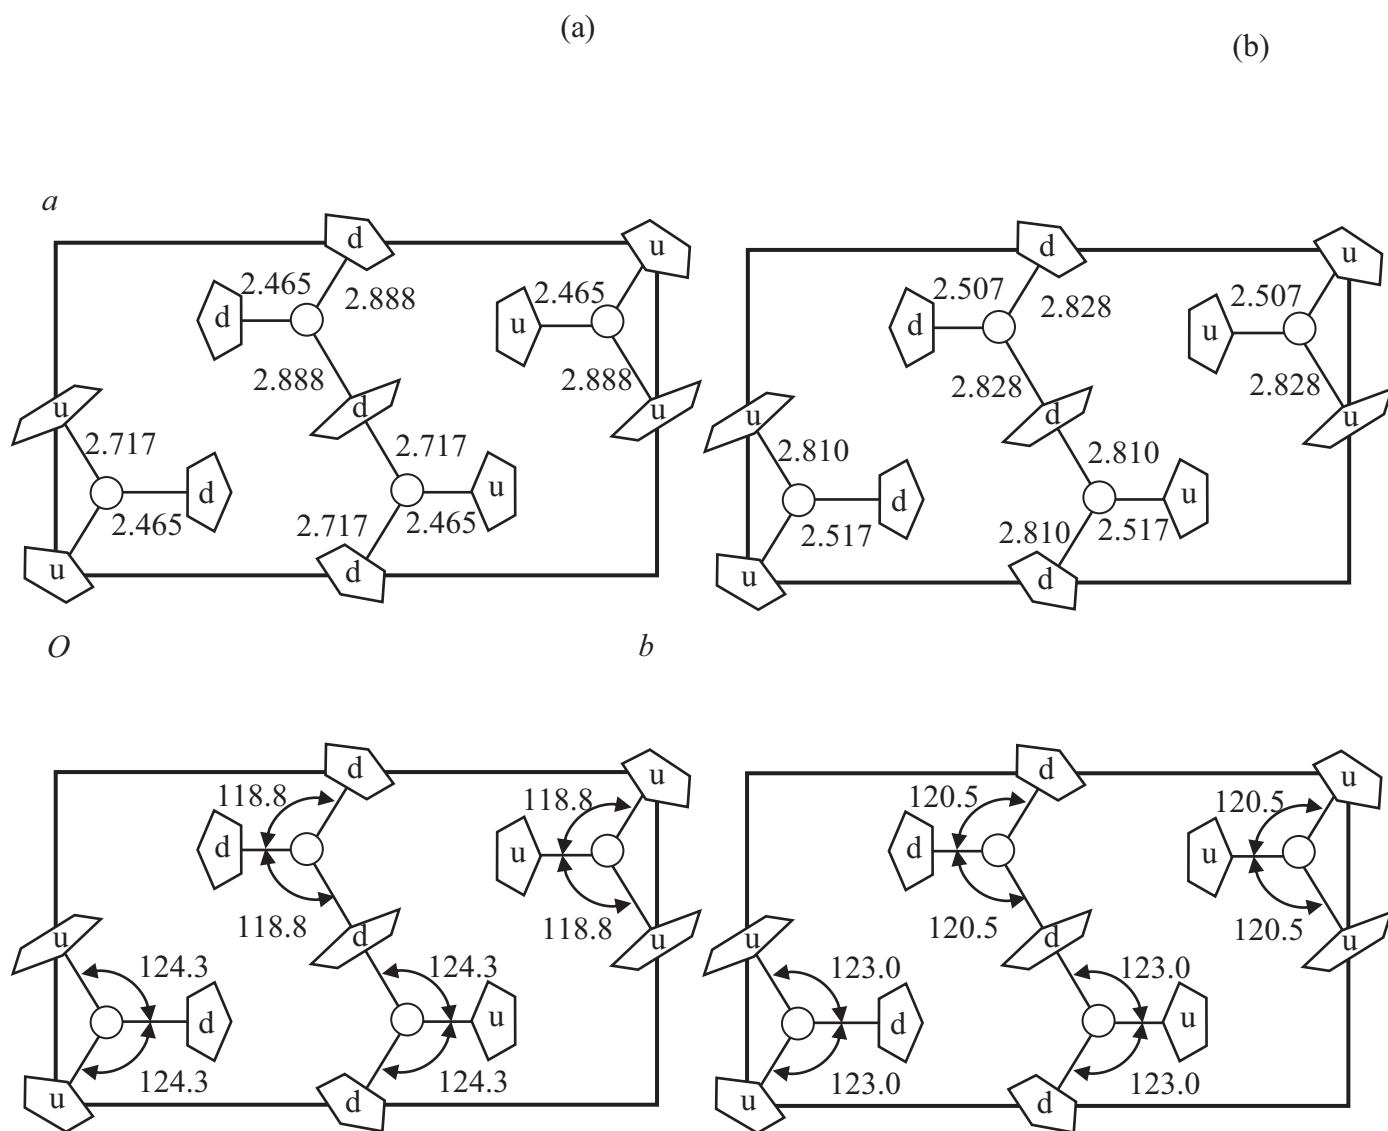 (a)
(b)
a
d u d u
2.465 2.465 2.507 2.507
2.888 2.828
d u d u
2.888 2.888 2.828 2.828
u d u u d u
2.717 2.717 2.810 2.810
d u d u
2.465 2.717 2.465 2.517 2.810 2.517
u d u d
O b
d u d u
118.8 118.8 120.5 120.5
d u d u
118.8 118.8 120.5 120.5
u d u u d u
124.3 124.3 123.0 123.0
d u d u
124.3 124.3 123.0 123.0
u d u d